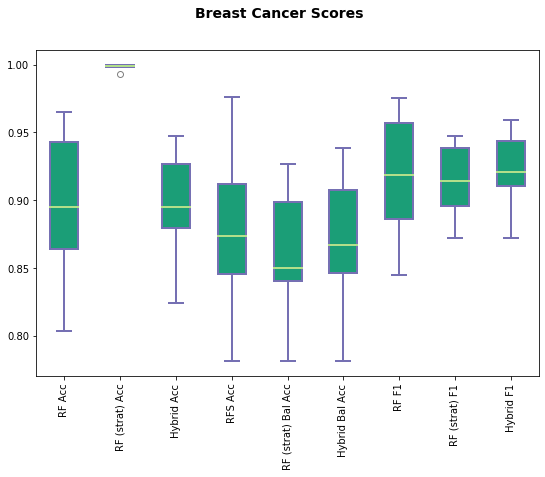 Breast Cancer Scores
1.00
0.95
0.90
0.85
0.80
RF Acc
RF (strat) Acc
Hybrid Acc
RFS Acc
RF (strat) Bal Acc
Hybrid Bal Acc
RF F1
RF (strat) F1
Hybrid F1